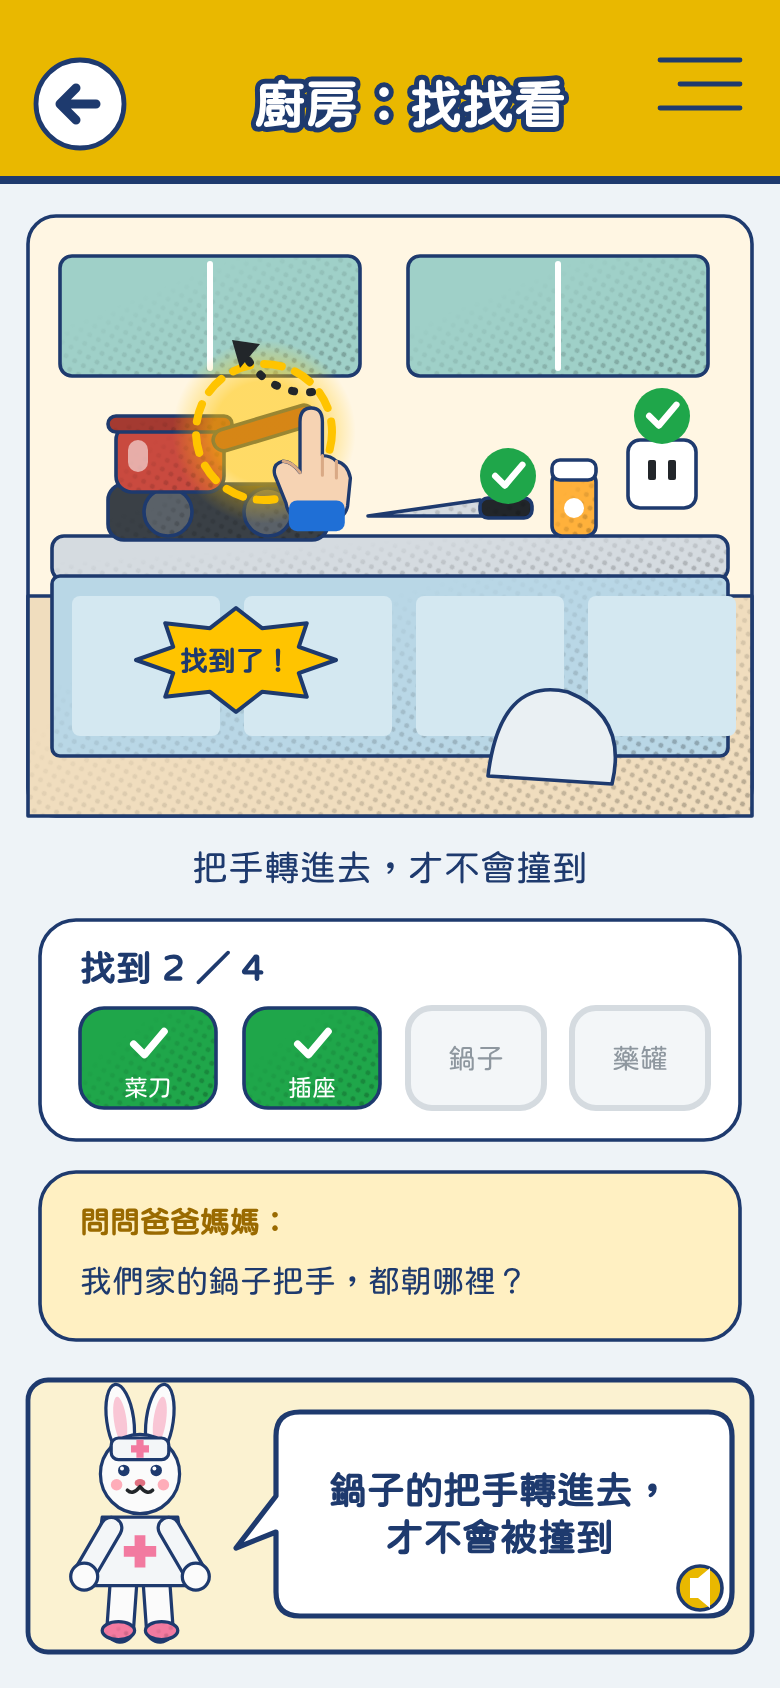 廚房：找找看
找到了！
把手轉進去，才不會撞到
找到 2 ／ 4
菜刀
插座
鍋子
藥罐
問問爸爸媽媽：
我們家的鍋子把手，都朝哪裡？
鍋子的把手轉進去，
才不會被撞到